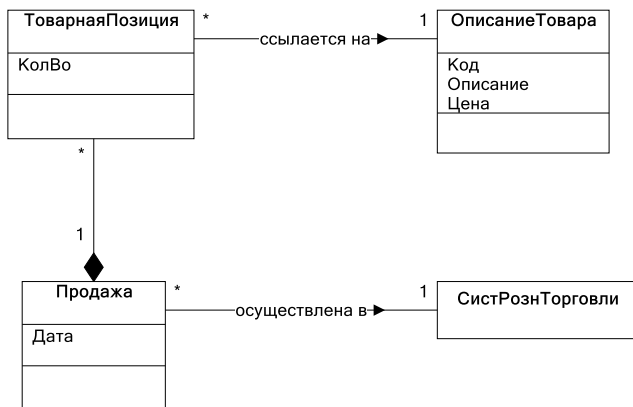 ТоварнаяПозиция
*
1
ОписаниеТовара
ссылается на
КолВо
Код
Описание
Цена
*
1
Продажа
*
1
СистРознТорговли
осуществлена в
Дата